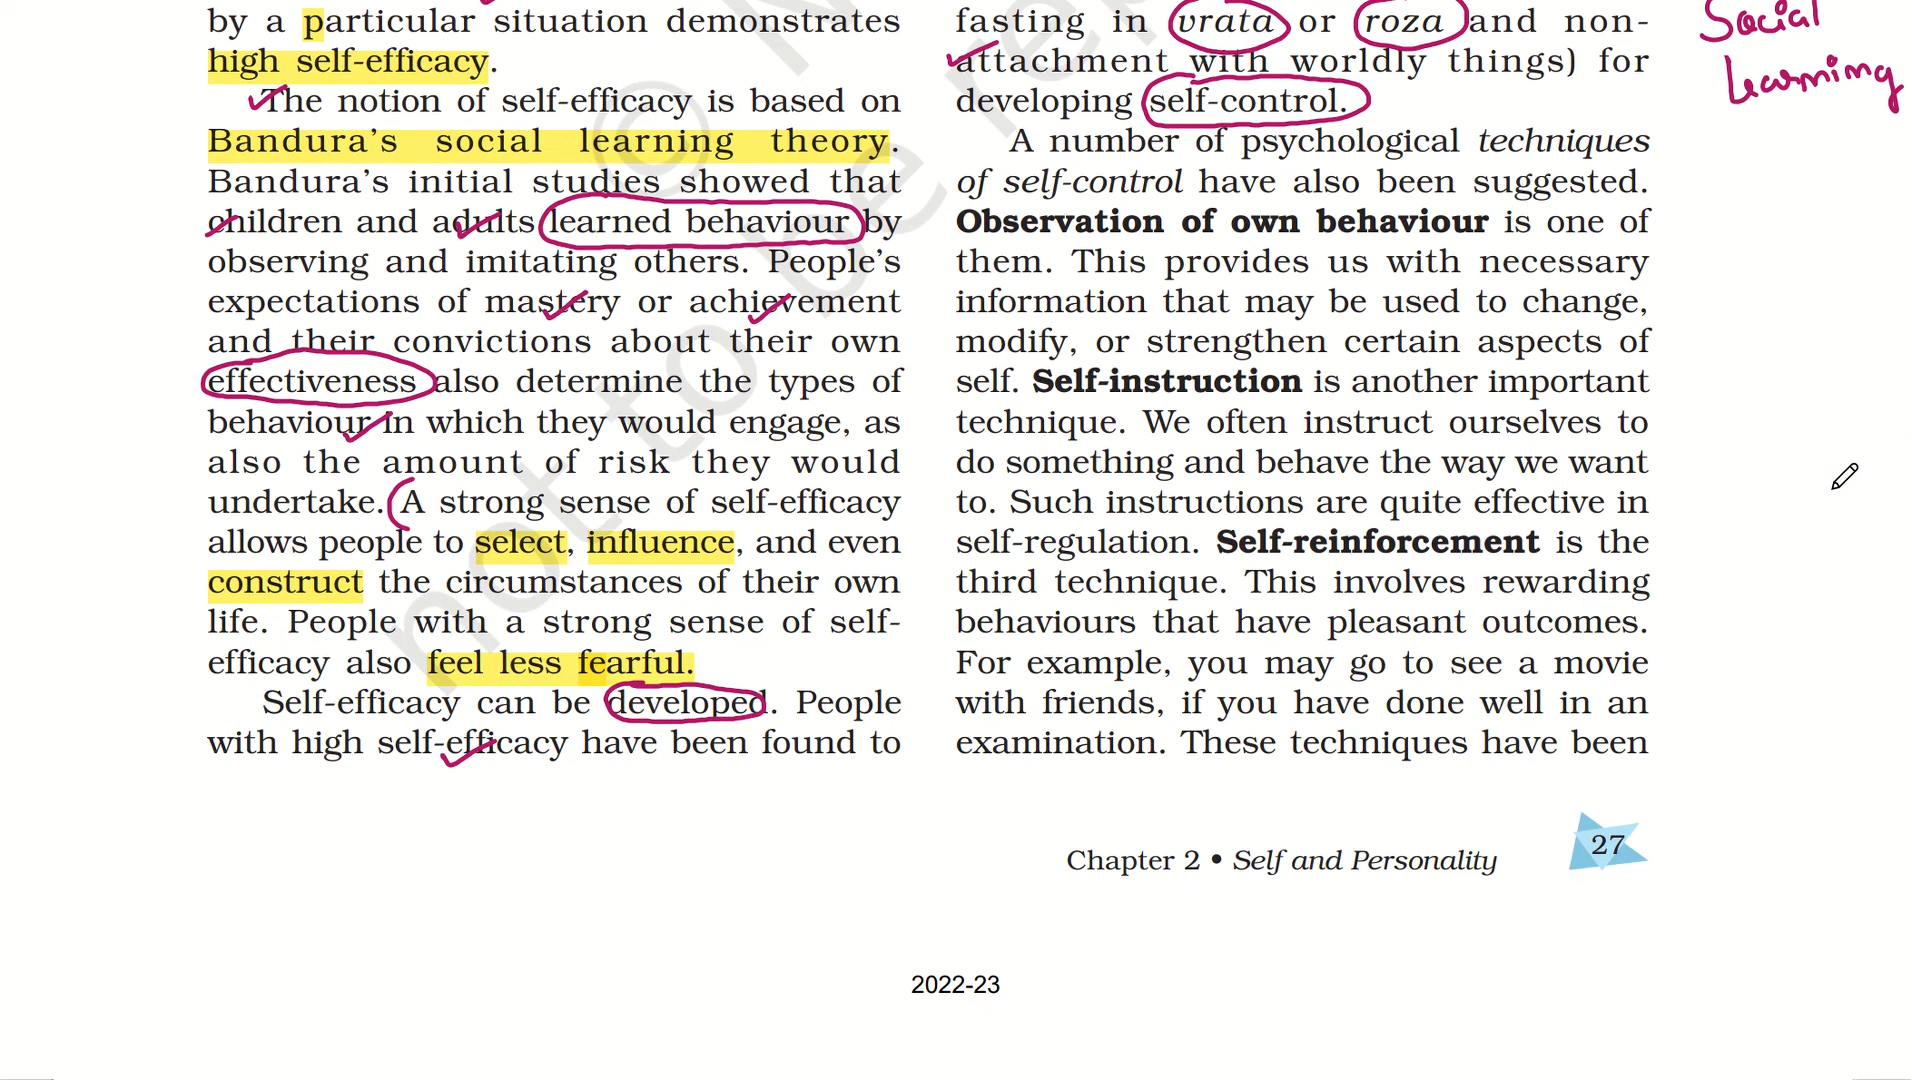 by a particular situation demonstrates
high self-efficacy.
The notion of self-efficacy is based on
Bandura's social learning theory.
Bandura's initial studies showed that
children and adults learned behaviour by
observing and imitating others. People's
expectations of mastery or achievement
and their convictions about their own
effectiveness also determine the types of
behaviour in which they would engage, as
also the amount of risk they would
undertake. A strong sense of self-efficacy
allows people to select, influence, and even
construct the circumstances of their own
life. People with a strong sense of self-
efficacy also feel less fearful.
Self-efficacy can be developed. People
with high self-efficacy have been found to
fasting in vrata or roza and non-
attachment with worldly things) for
developing self-control.
A number of psychological techniques
of self-control have also been suggested.
Observation of own behaviour is one of
them. This provides us with necessary
information that may be used to change,
modify, or strengthen certain aspects of
self. Self-instruction is another important
technique. We often instruct ourselves to
do something and behave the way we want
to. Such instructions are quite effective in
self-regulation. Self-reinforcement is the
third technique. This involves rewarding
behaviours that have pleasant outcomes.
For example, you may go to see a movie
with friends, if you have done well in an
examination. These techniques have been
Social
learning
Chapter 2 • Self and Personality
27
2022-23
© N
not to be rep